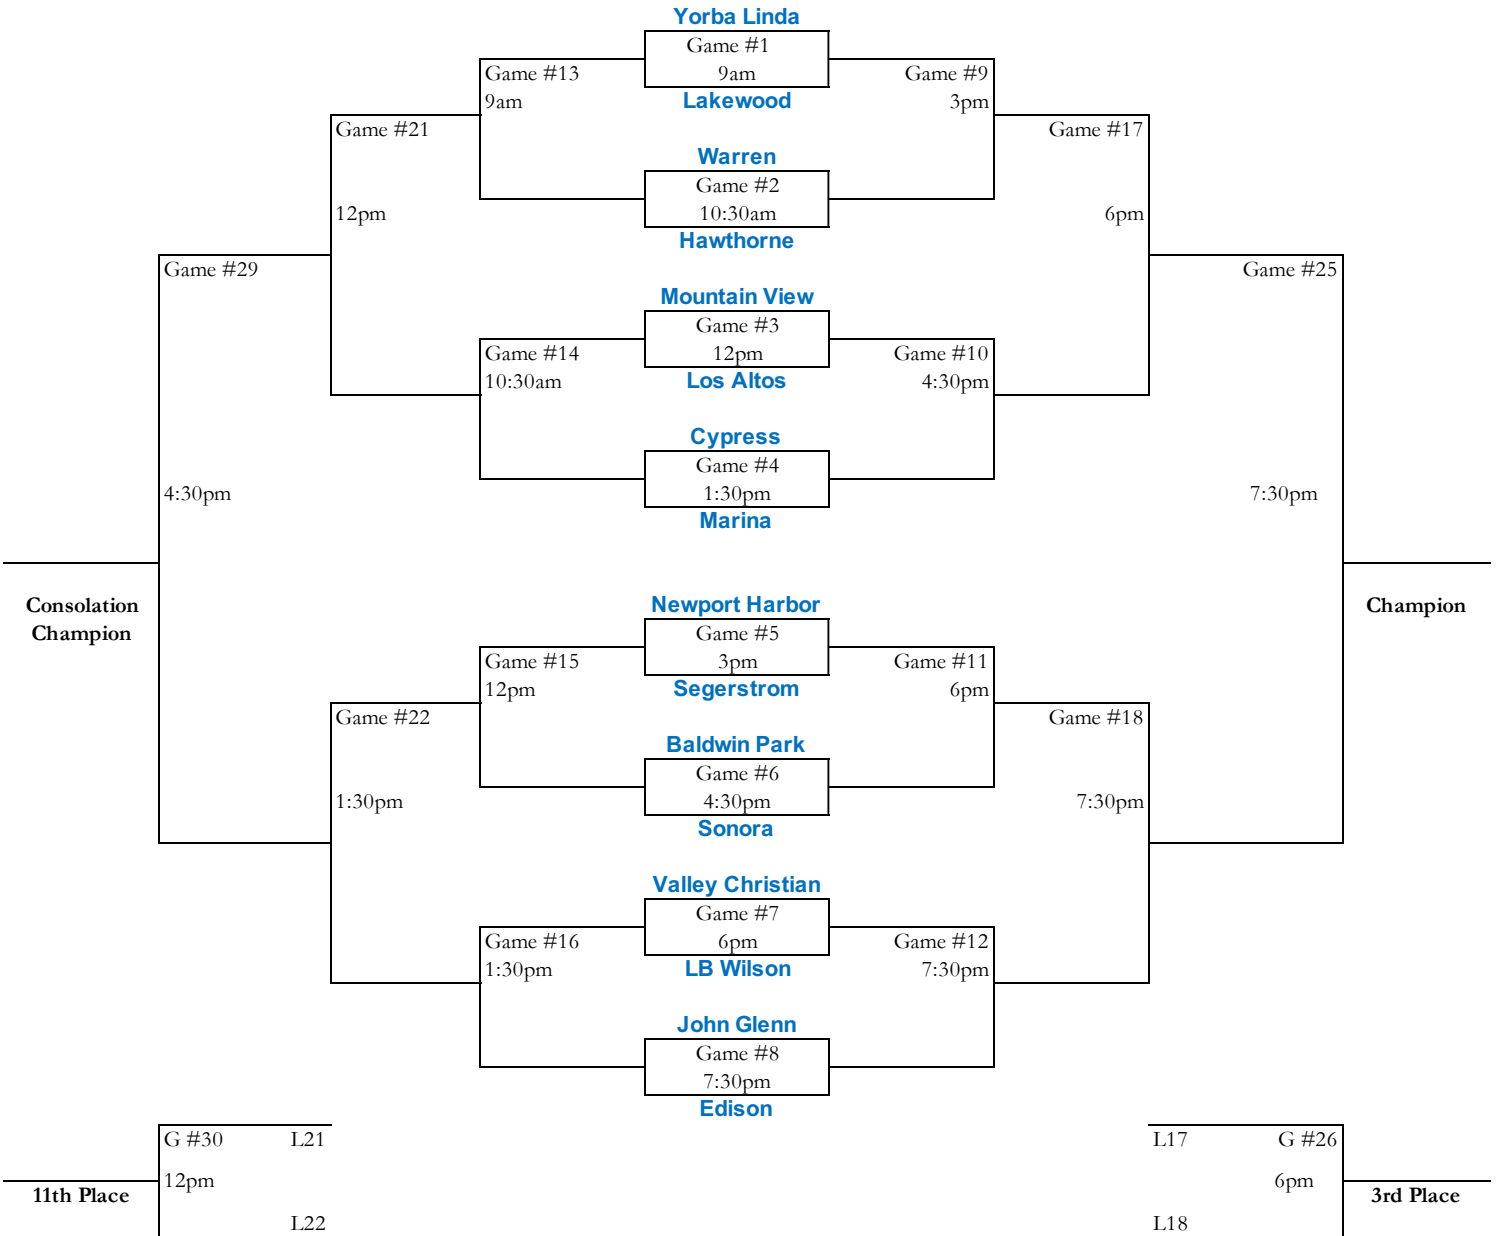 Yorba Linda
Game #1
9am
Lakewood
Game #13
9am
Game #9
3pm
Game #21
12pm
Game #17
6pm
Warren
Game #2
10:30am
Hawthorne
Game #29
4:30pm
Game #25
7:30pm
Mountain View
Game #3
12pm
Los Altos
Game #14
10:30am
Game #10
4:30pm
Cypress
Game #4
1:30pm
Marina
Consolation
Champion
Champion
Newport Harbor
Game #5
3pm
Segerstrom
Game #15
12pm
Game #11
6pm
Game #22
1:30pm
Game #18
7:30pm
Baldwin Park
Game #6
4:30pm
Sonora
Valley Christian
Game #7
6pm
LB Wilson
Game #16
1:30pm
Game #12
7:30pm
John Glenn
Game #8
7:30pm
Edison
G #30 L21
12pm
11th Place
L22
L17 G #26
6pm
3rd Place
L18